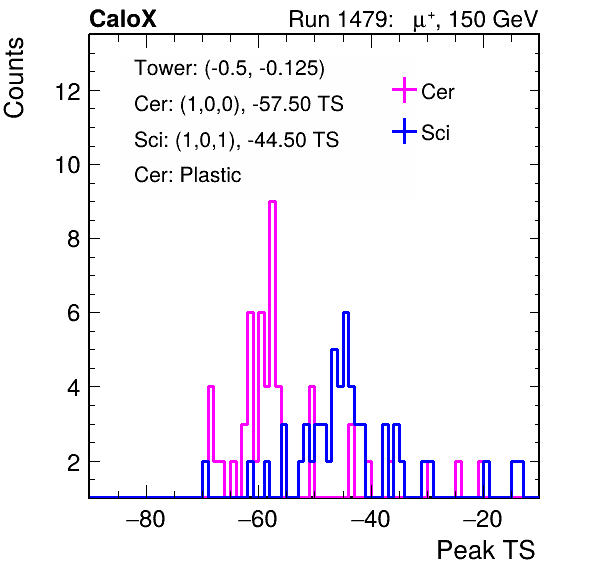 CaloX Run 1479: μ⁺, 150 GeV
Counts
Tower: (-0.5, -0.125)
Cer: (1,0,0), -57.50 TS
Sci: (1,0,1), -44.50 TS
Cer: Plastic
Cer
Sci
12
10
8
6
4
2
−80 −60 −40 −20
Peak TS